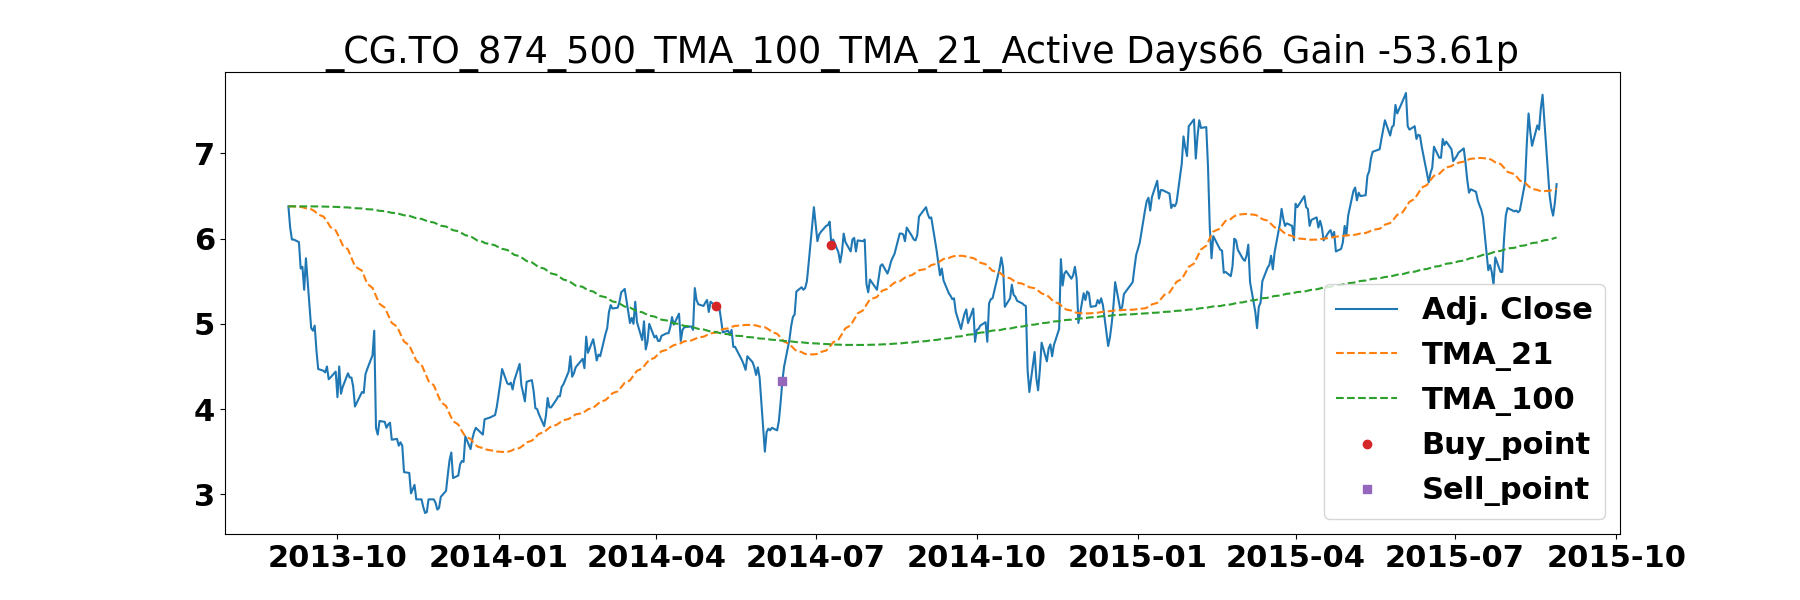 _CG.TO_874_500_TMA_100_TMA_21_Active Days66_Gain -53.61p
7
6
5
4
3
2013-10 2014-01 2014-04 2014-07 2014-10 2015-01 2015-04 2015-07 2015-10
Adj. Close
TMA_21
TMA_100
Buy_point
Sell_point